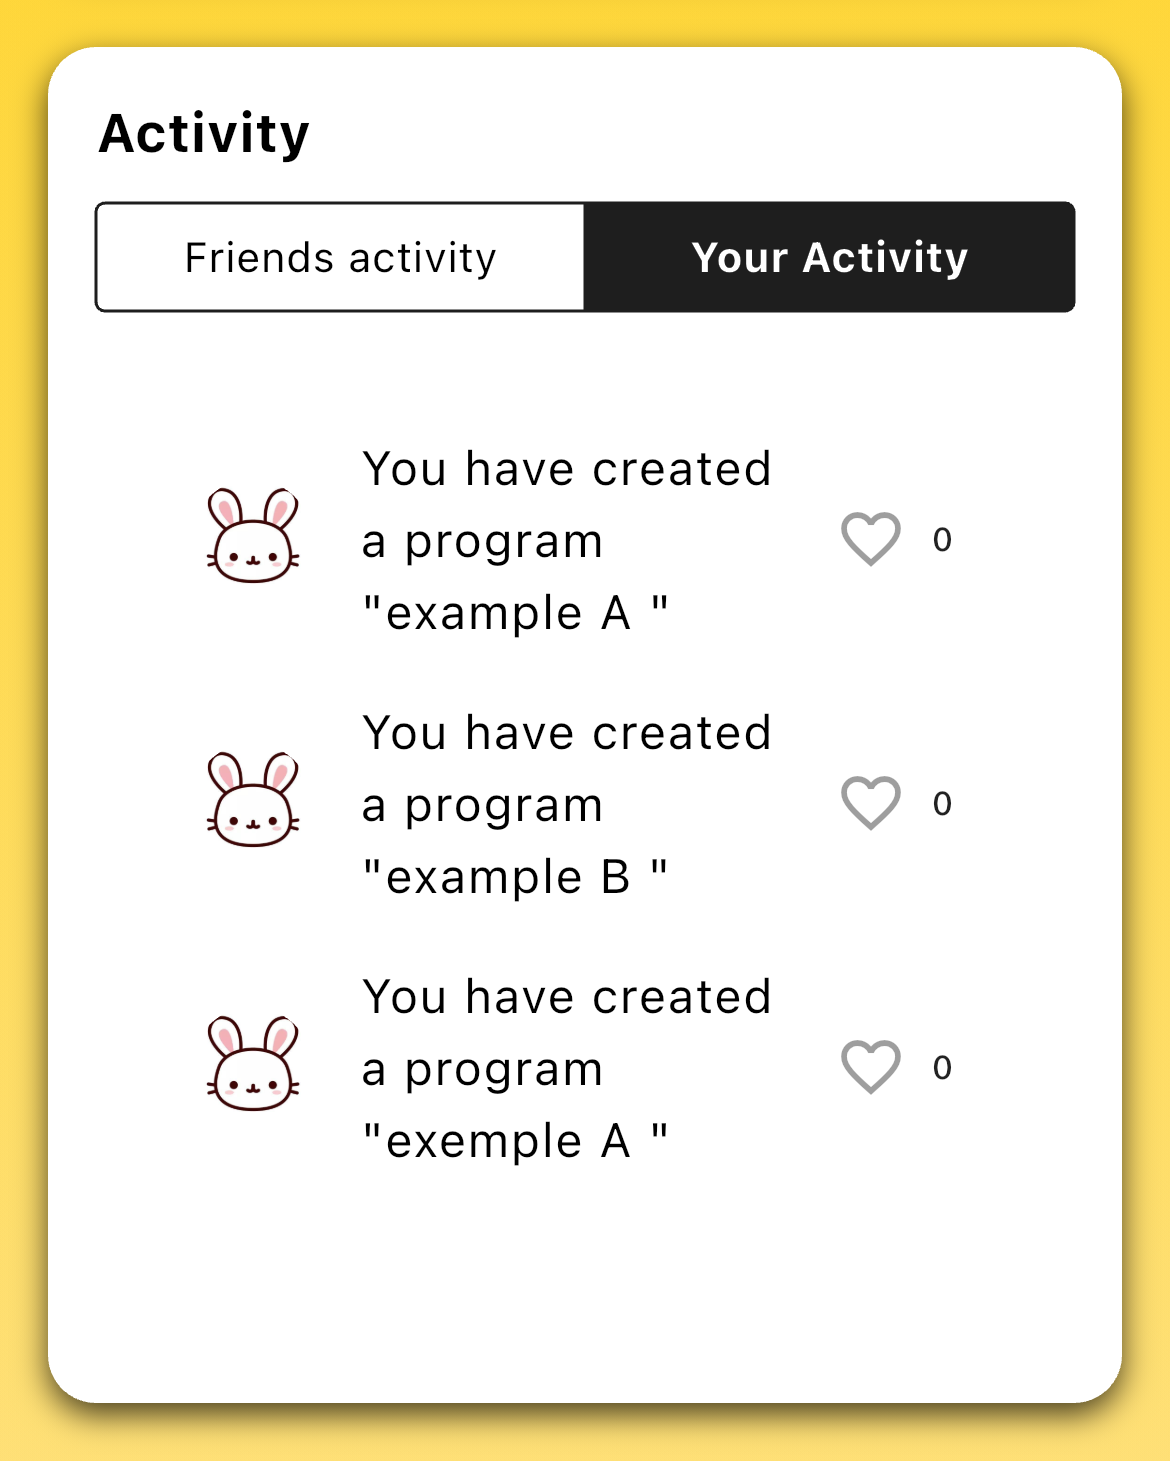 Activity
Friends activity
Your Activity
You have created
a program
"example A "
0
You have created
a program
"example B "
0
You have created
a program
"exemple A "
0